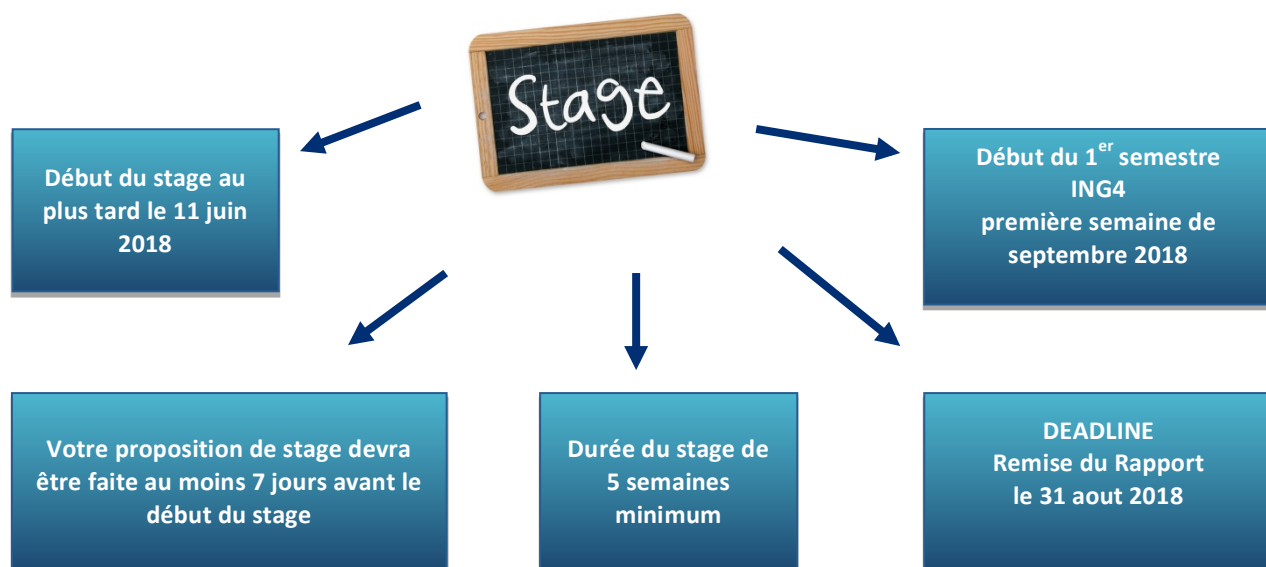 Stage
Début du stage au
plus tard le 11 juin
2018
Début du 1er semestre
ING4
première semaine de
septembre 2018
Votre proposition de stage devra
être faite au moins 7 jours avant le
début du stage
Durée du stage de
5 semaines
minimum
DEADLINE
Remise du Rapport
le 31 aout 2018